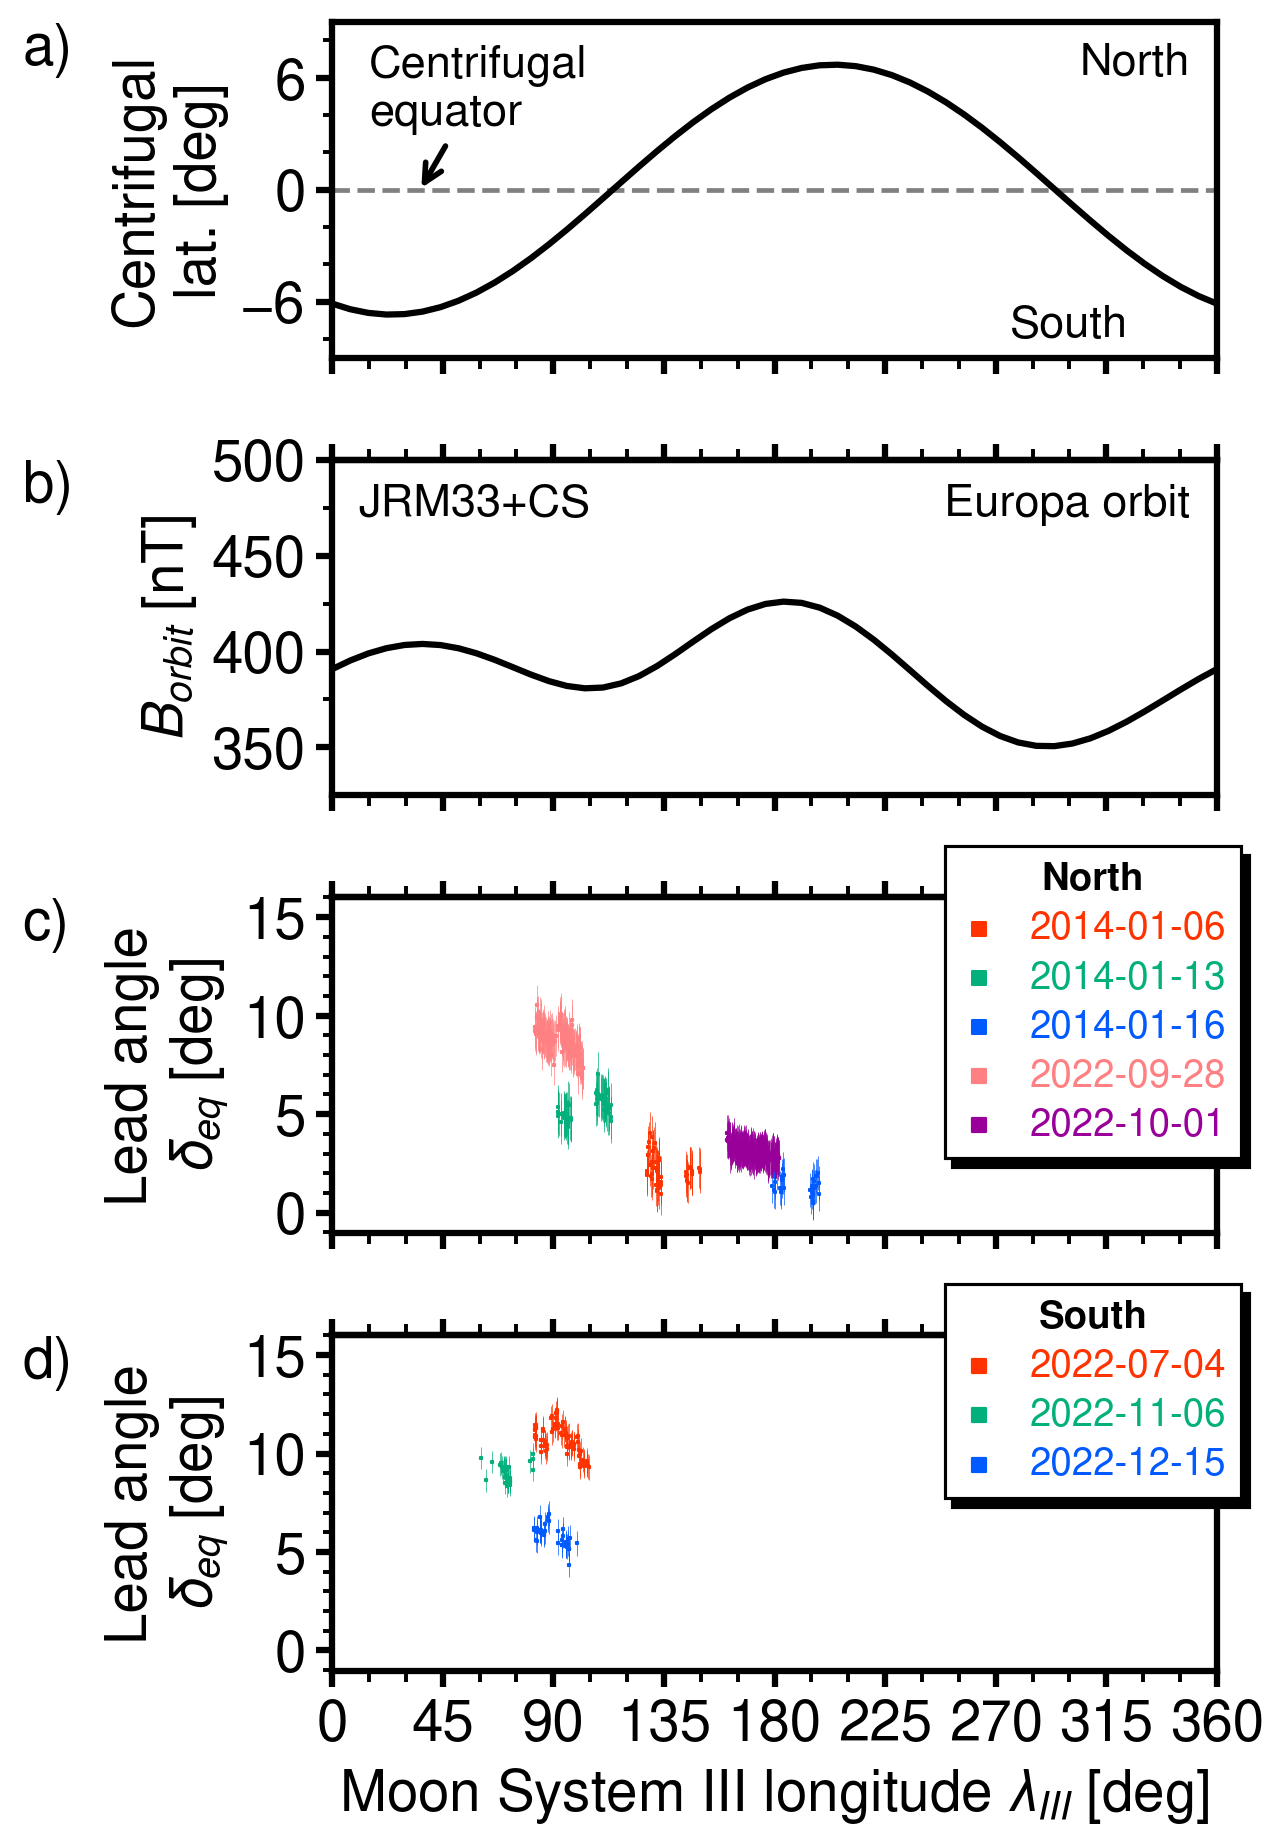 a)
Centrifugal
lat. [deg]
6
0
−6
Centrifugal
equator
North
South
b)
B_orbit [nT]
500
450
400
350
JRM33+CS
Europa orbit
c)
Lead angle
δ_eq [deg]
15
10
5
0
North
2014-01-06
2014-01-13
2014-01-16
2022-09-28
2022-10-01
d)
Lead angle
δ_eq [deg]
15
10
5
0
South
2022-07-04
2022-11-06
2022-12-15
0 45 90 135 180 225 270 315 360
Moon System III longitude λ_III [deg]